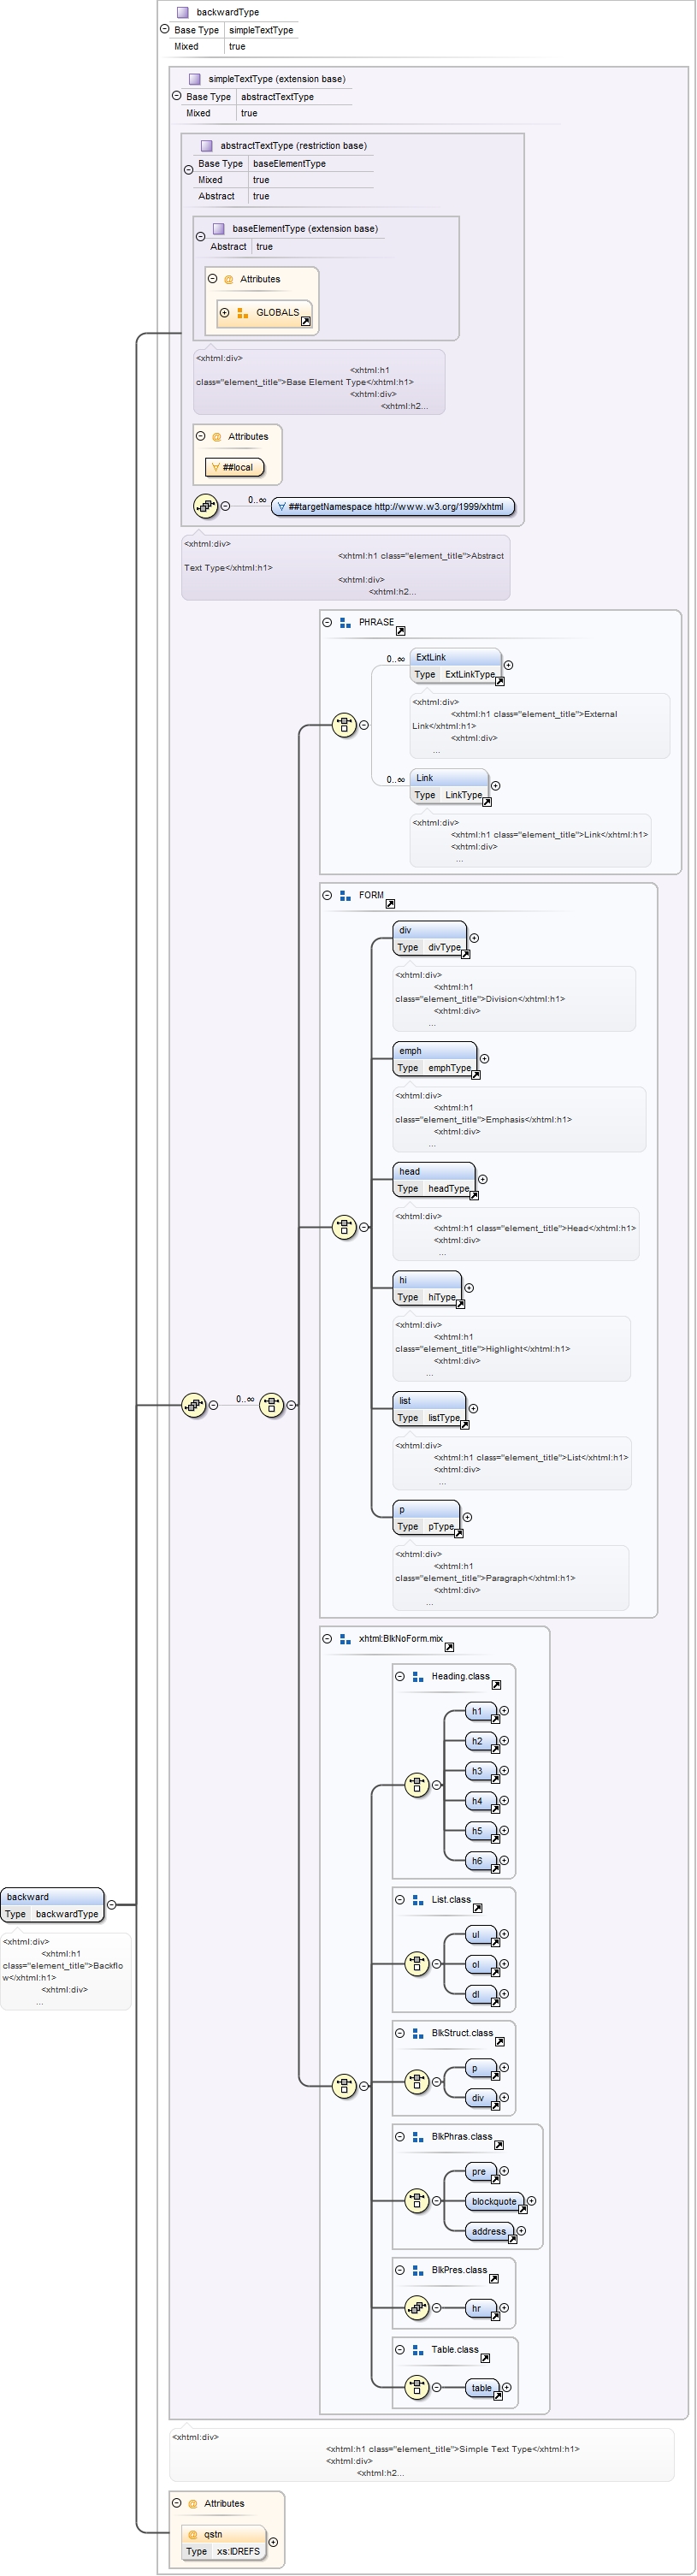 backwardType
Base Type simpleTextType
Mixed true
simpleTextType (extension base)
Base Type abstractTextType
Mixed true
abstractTextType (restriction base)
Base Type baseElementType
Mixed true
Abstract true
baseElementType (extension base)
Abstract true
@ Attributes
GLOBALS
<xhtml:div>
<xhtml:h1
class="element_title">Base Element Type</xhtml:h1>
<xhtml:div>
<xhtml:h2...
@ Attributes
∀ ##local
0..∞
∀ ##targetNamespace http://www.w3.org/1999/xhtml
<xhtml:div>
<xhtml:h1 class="element_title">Abstract
Text Type</xhtml:h1>
<xhtml:div>
<xhtml:h2...
PHRASE
0..∞
ExtLink
Type ExtLinkType
<xhtml:div>
<xhtml:h1 class="element_title">External
Link</xhtml:h1>
<xhtml:div>
...
0..∞
Link
Type LinkType
<xhtml:div>
<xhtml:h1 class="element_title">Link</xhtml:h1>
<xhtml:div>
...
FORM
div
Type divType
<xhtml:div>
<xhtml:h1
class="element_title">Division</xhtml:h1>
<xhtml:div>
...
emph
Type emphType
<xhtml:div>
<xhtml:h1
class="element_title">Emphasis</xhtml:h1>
<xhtml:div>
...
head
Type headType
<xhtml:div>
<xhtml:h1 class="element_title">Head</xhtml:h1>
<xhtml:div>
...
hi
Type hiType
<xhtml:div>
<xhtml:h1
class="element_title">Highlight</xhtml:h1>
<xhtml:div>
...
0..∞
list
Type listType
<xhtml:div>
<xhtml:h1 class="element_title">List</xhtml:h1>
<xhtml:div>
...
p
Type pType
<xhtml:div>
<xhtml:h1
class="element_title">Paragraph</xhtml:h1>
<xhtml:div>
...
xhtml:BlkNoForm.mix
Heading.class
h1
h2
h3
h4
h5
h6
backward
Type backwardType
<xhtml:div>
<xhtml:h1
class="element_title">Backflo
w</xhtml:h1>
<xhtml:div>
...
List.class
ul
ol
dl
BlkStruct.class
p
div
BlkPhras.class
pre
blockquote
address
BlkPres.class
hr
Table.class
table
<xhtml:div>
<xhtml:h1 class="element_title">Simple Text Type</xhtml:h1>
<xhtml:div>
<xhtml:h2...
@ Attributes
@ qstn
Type xs:IDREFS